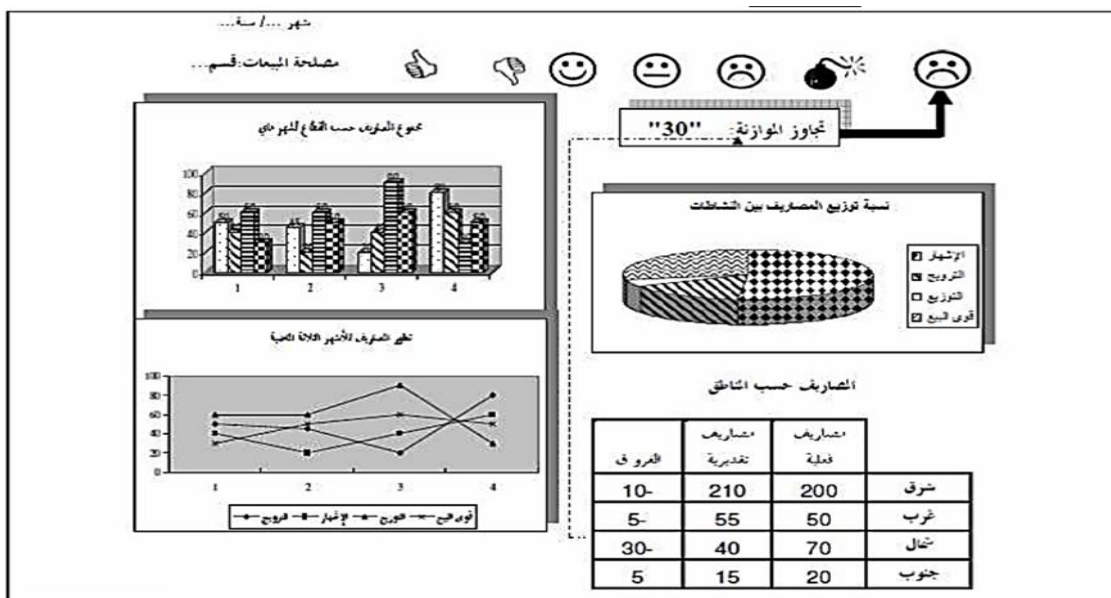 شهر .../ سنة...
مصلحة المبيعات:قسم...
تجاوز الموازنة: "30"
مجموع المصاريف حسب القطاع لشهر ماي
100
80
60
40
20
0
1 2 3 4
نسبة توزيع المصاريف بين النشاطات
الإشهار
الترويج
التوزيع
قوى البيع
تطور المصاريف للأشهر الثلاثة الماضية
100
80
60
40
20
0
1 2 3 4
الترويج الإشهار التوزيع قوى البيع
المصاريف حسب المناطق
مصاريف فعلية مصاريف تقديرية الفروق
شرق 200 210 -10
غرب 50 55 -5
شمال 70 40 -30
جنوب 20 15 5